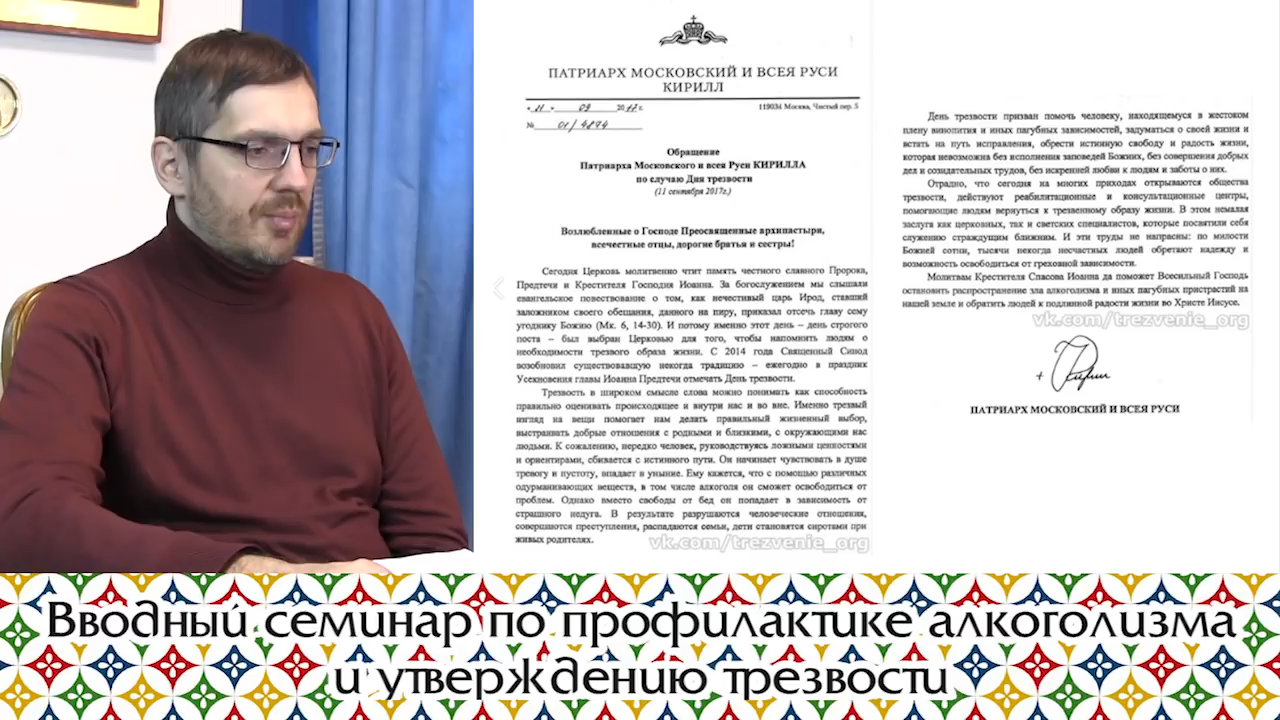 ПАТРИАРХ МОСКОВСКИЙ И ВСЕЯ РУСИ
КИРИЛЛ
« 11 » 09 2017 г.
119034 Москва, Чистый пер. 5
№ 01/4874
Обращение
Патриарха Московского и всея Руси КИРИЛЛА
по случаю Дня трезвости
(11 сентября 2017г.)
Возлюбленные о Господе Преосвященные архипастыри,
всечестные отцы, дорогие братья и сестры!
Сегодня Церковь молитвенно чтит память честного славного Пророка,
Предтечи и Крестителя Господня Иоанна. За богослужением мы слышали
евангельское повествование о том, как нечестивый царь Ирод, ставший
заложником своего обещания, данного на пиру, приказал отсечь главу сему
угоднику Божию (Мк. 6, 14-30). И потому именно этот день – день строгого
поста – был выбран Церковью для того, чтобы напомнить людям о
необходимости трезвого образа жизни. С 2014 года Священный Синод
возобновил существовавшую некогда традицию – ежегодно в праздник
Усекновения главы Иоанна Предтечи отмечать День трезвости.
Трезвость в широком смысле слова можно понимать как способность
правильно оценивать происходящее и внутри нас и во вне. Именно трезвый
взгляд на вещи помогает нам делать правильный жизненный выбор,
выстраивать добрые отношения с родными и близкими, с окружающими нас
людьми. К сожалению, нередко человек, руководствуясь ложными ценностями
и ориентирами, сбивается с истинного пути. Он начинает чувствовать в душе
тревогу и пустоту, впадает в уныние. Ему кажется, что с помощью различных
одурманивающих веществ, в том числе алкоголя он сможет освободиться от
проблем. Однако вместо свободы от бед он попадает в зависимость от
страшного недуга. В результате разрушаются человеческие отношения,
совершаются преступления, распадаются семьи, дети становятся сиротами при
живых родителях.
vk.com/trezvenie_org
День трезвости призван помочь человеку, находящемуся в жестоком
плену винопития и иных пагубных зависимостей, задуматься о своей жизни и
встать на путь исправления, обрести истинную свободу и радость жизни,
которая невозможна без исполнения заповедей Божиих, без совершения добрых
дел и созидательных трудов, без искренней любви к людям и заботы о них.
Отрадно, что сегодня на многих приходах открываются общества
трезвости, действуют реабилитационные и консультационные центры,
помогающие людям вернуться к трезвенному образу жизни. В этом немалая
заслуга как церковных, так и светских специалистов, которые посвятили себя
служению страждущим ближним. И эти труды не напрасны: по милости
Божией сотни, тысячи некогда несчастных людей обретают надежду и
возможность освободиться от греховной зависимости.
Молитвам Крестителя Спасова Иоанна да поможет Всесильный Господь
остановить распространение зла алкоголизма и иных пагубных пристрастий на
нашей земле и обратить людей к подлинной радости жизни во Христе Иисусе.
vk.com/trezvenie_org
ПАТРИАРХ МОСКОВСКИЙ И ВСЕЯ РУСИ
Вводный семинар по профилактике алкоголизма
и утверждению трезвости